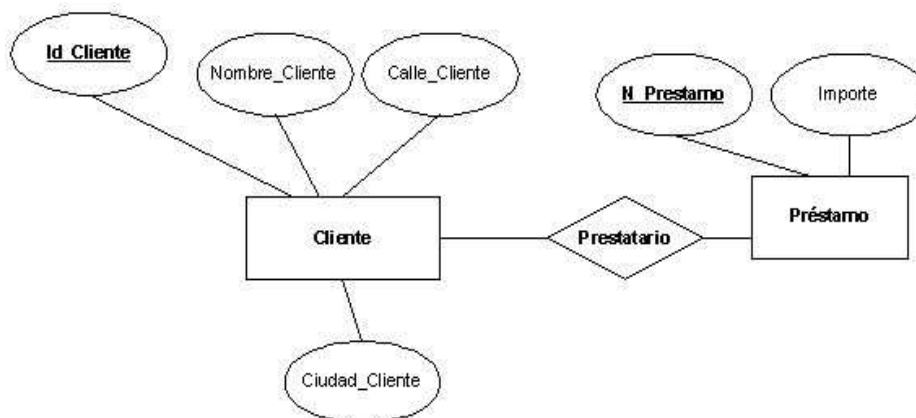 Id_Cliente
Nombre_Cliente
Calle_Cliente
N_Prestamo
Importe
Cliente
Prestatario
Préstamo
Ciudad_Cliente